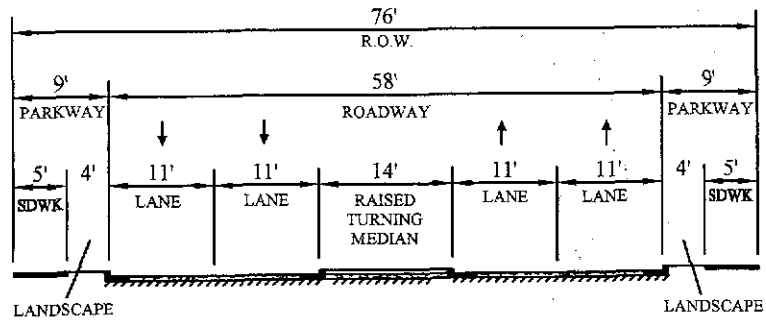 76'
R.O.W.
9' 58' 9'
PARKWAY ROADWAY PARKWAY
5' 4' 11' 11' 14' 11' 11' 4' 5'
SDWK LANE LANE RAISED TURNING MEDIAN LANE LANE SDWK
LANDSCAPE LANDSCAPE